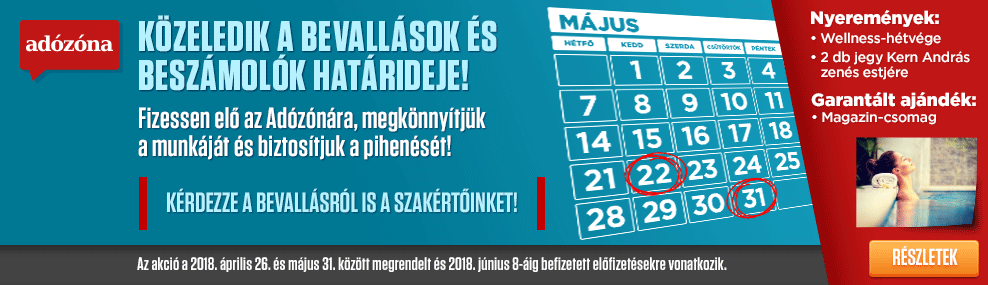 adózóna
KÖZELEDIK A BEVALLÁSOK ÉS
BESZÁMOLÓK HATÁRIDEJE!
Fizessen elő az Adózónára, megkönnyítjük
a munkáját és biztosítjuk a pihenését!
KÉRDEZZE A BEVALLÁSRÓL IS A SZAKÉRTŐINKET!
MÁJUS
HÉTFŐ KEDD SZERDA CSÜTÖRTÖK PÉNTEK
1 2 3 4
7 8 9 10 11
14 15 16 17 18
21 22 23 24 25
28 29 30 31
Nyeremények:
• Wellness-hétvége
• 2 db jegy Kern András
zenés estjére
Garantált ajándék:
• Magazin-csomag
RÉSZLETEK
Az akció a 2018. április 26. és május 31. között megrendelt és 2018. június 8-áig befizetett előfizetésekre vonatkozik.